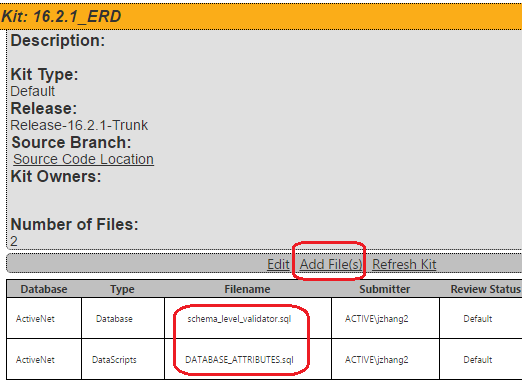 Kit: 16.2.1_ERD
Description:
Kit Type:
Default
Release:
Release-16.2.1-Trunk
Source Branch:
Source Code Location
Kit Owners:
Number of Files:
2
Edit Add File(s) Refresh Kit
Database Type Filename Submitter Review Status
ActiveNet Database schema_level_validator.sql ACTIVE\jzhang2 Default
ActiveNet DataScripts DATABASE_ATTRIBUTES.sql ACTIVE\jzhang2 Default